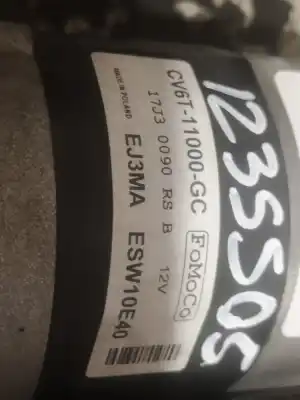 CV6T-11000-GC FoMoCo
17J3 0090 RS B 12V
MADE IN POLAND EJ3MA ESW10E40
1235505